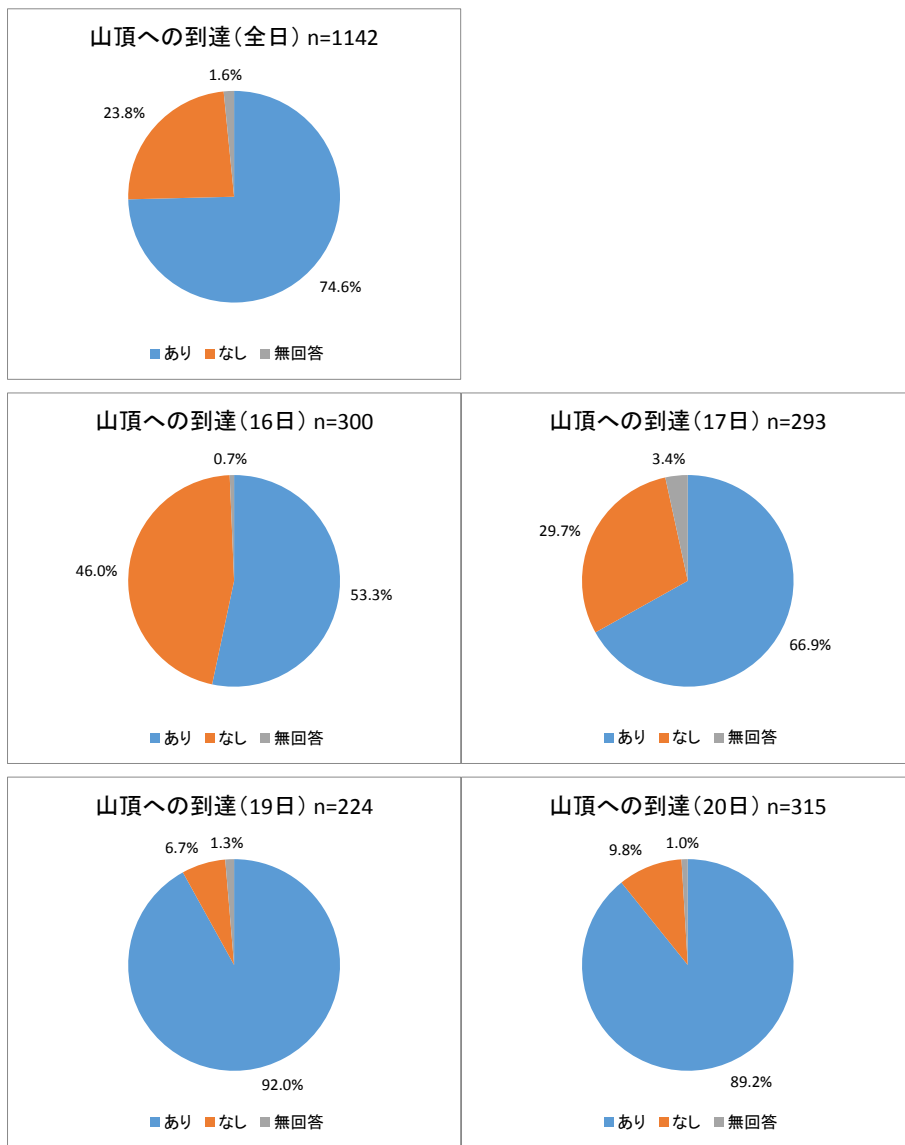 山頂への到達(全日) n=1142
1.6%
23.8%
74.6%
あり なし 無回答
山頂への到達(16日) n=300
0.7%
46.0%
53.3%
あり なし 無回答
山頂への到達(17日) n=293
3.4%
29.7%
66.9%
あり なし 無回答
山頂への到達(19日) n=224
6.7% 1.3%
92.0%
あり なし 無回答
山頂への到達(20日) n=315
9.8% 1.0%
89.2%
あり なし 無回答